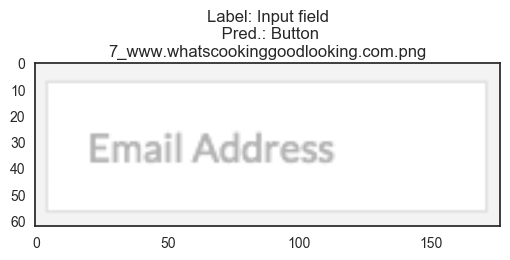 Label: Input field
Pred.: Button
7_www.whatscookinggoodlooking.com.png
0
10
20
30
40
50
60
Email Address
0
50
100
150